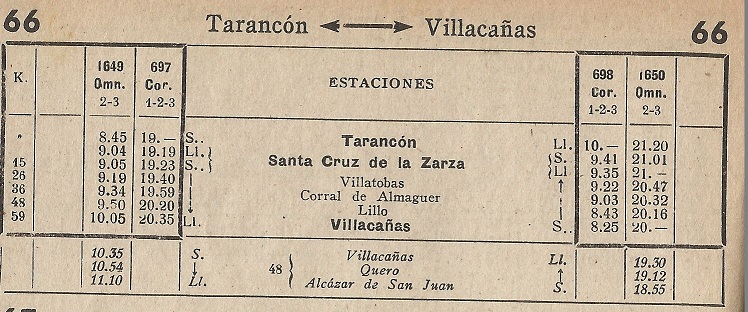 66 Tarancón ⟷ Villacañas 66
K. 1649 697 ESTACIONES 698 1650
Omn. Cor. Cor. Omn.
2-3 1-2-3 1-2-3 2-3
» 8.45 19.— S.. Tarancón Ll. 10.— 21.20
15 9.04 19.19 Ll. } Santa Cruz de la Zarza { S. 9.41 21.01
9.05 19.23 S.. } { Ll 9.35 21.—
26 9.19 19.40 Villatobas 9.22 20.47
36 9.34 19.59 Corral de Almaguer 9.03 20.32
48 9.50 20.20 Lillo 8.43 20.16
59 10.05 20.35 Ll. Villacañas S.. 8.25 20.—
10.35 S. Villacañas Ll. 19.30
10.54 ↓ 48 { Quero ↑ 19.12
11.10 Ll. Alcázar de San Juan S. 18.55